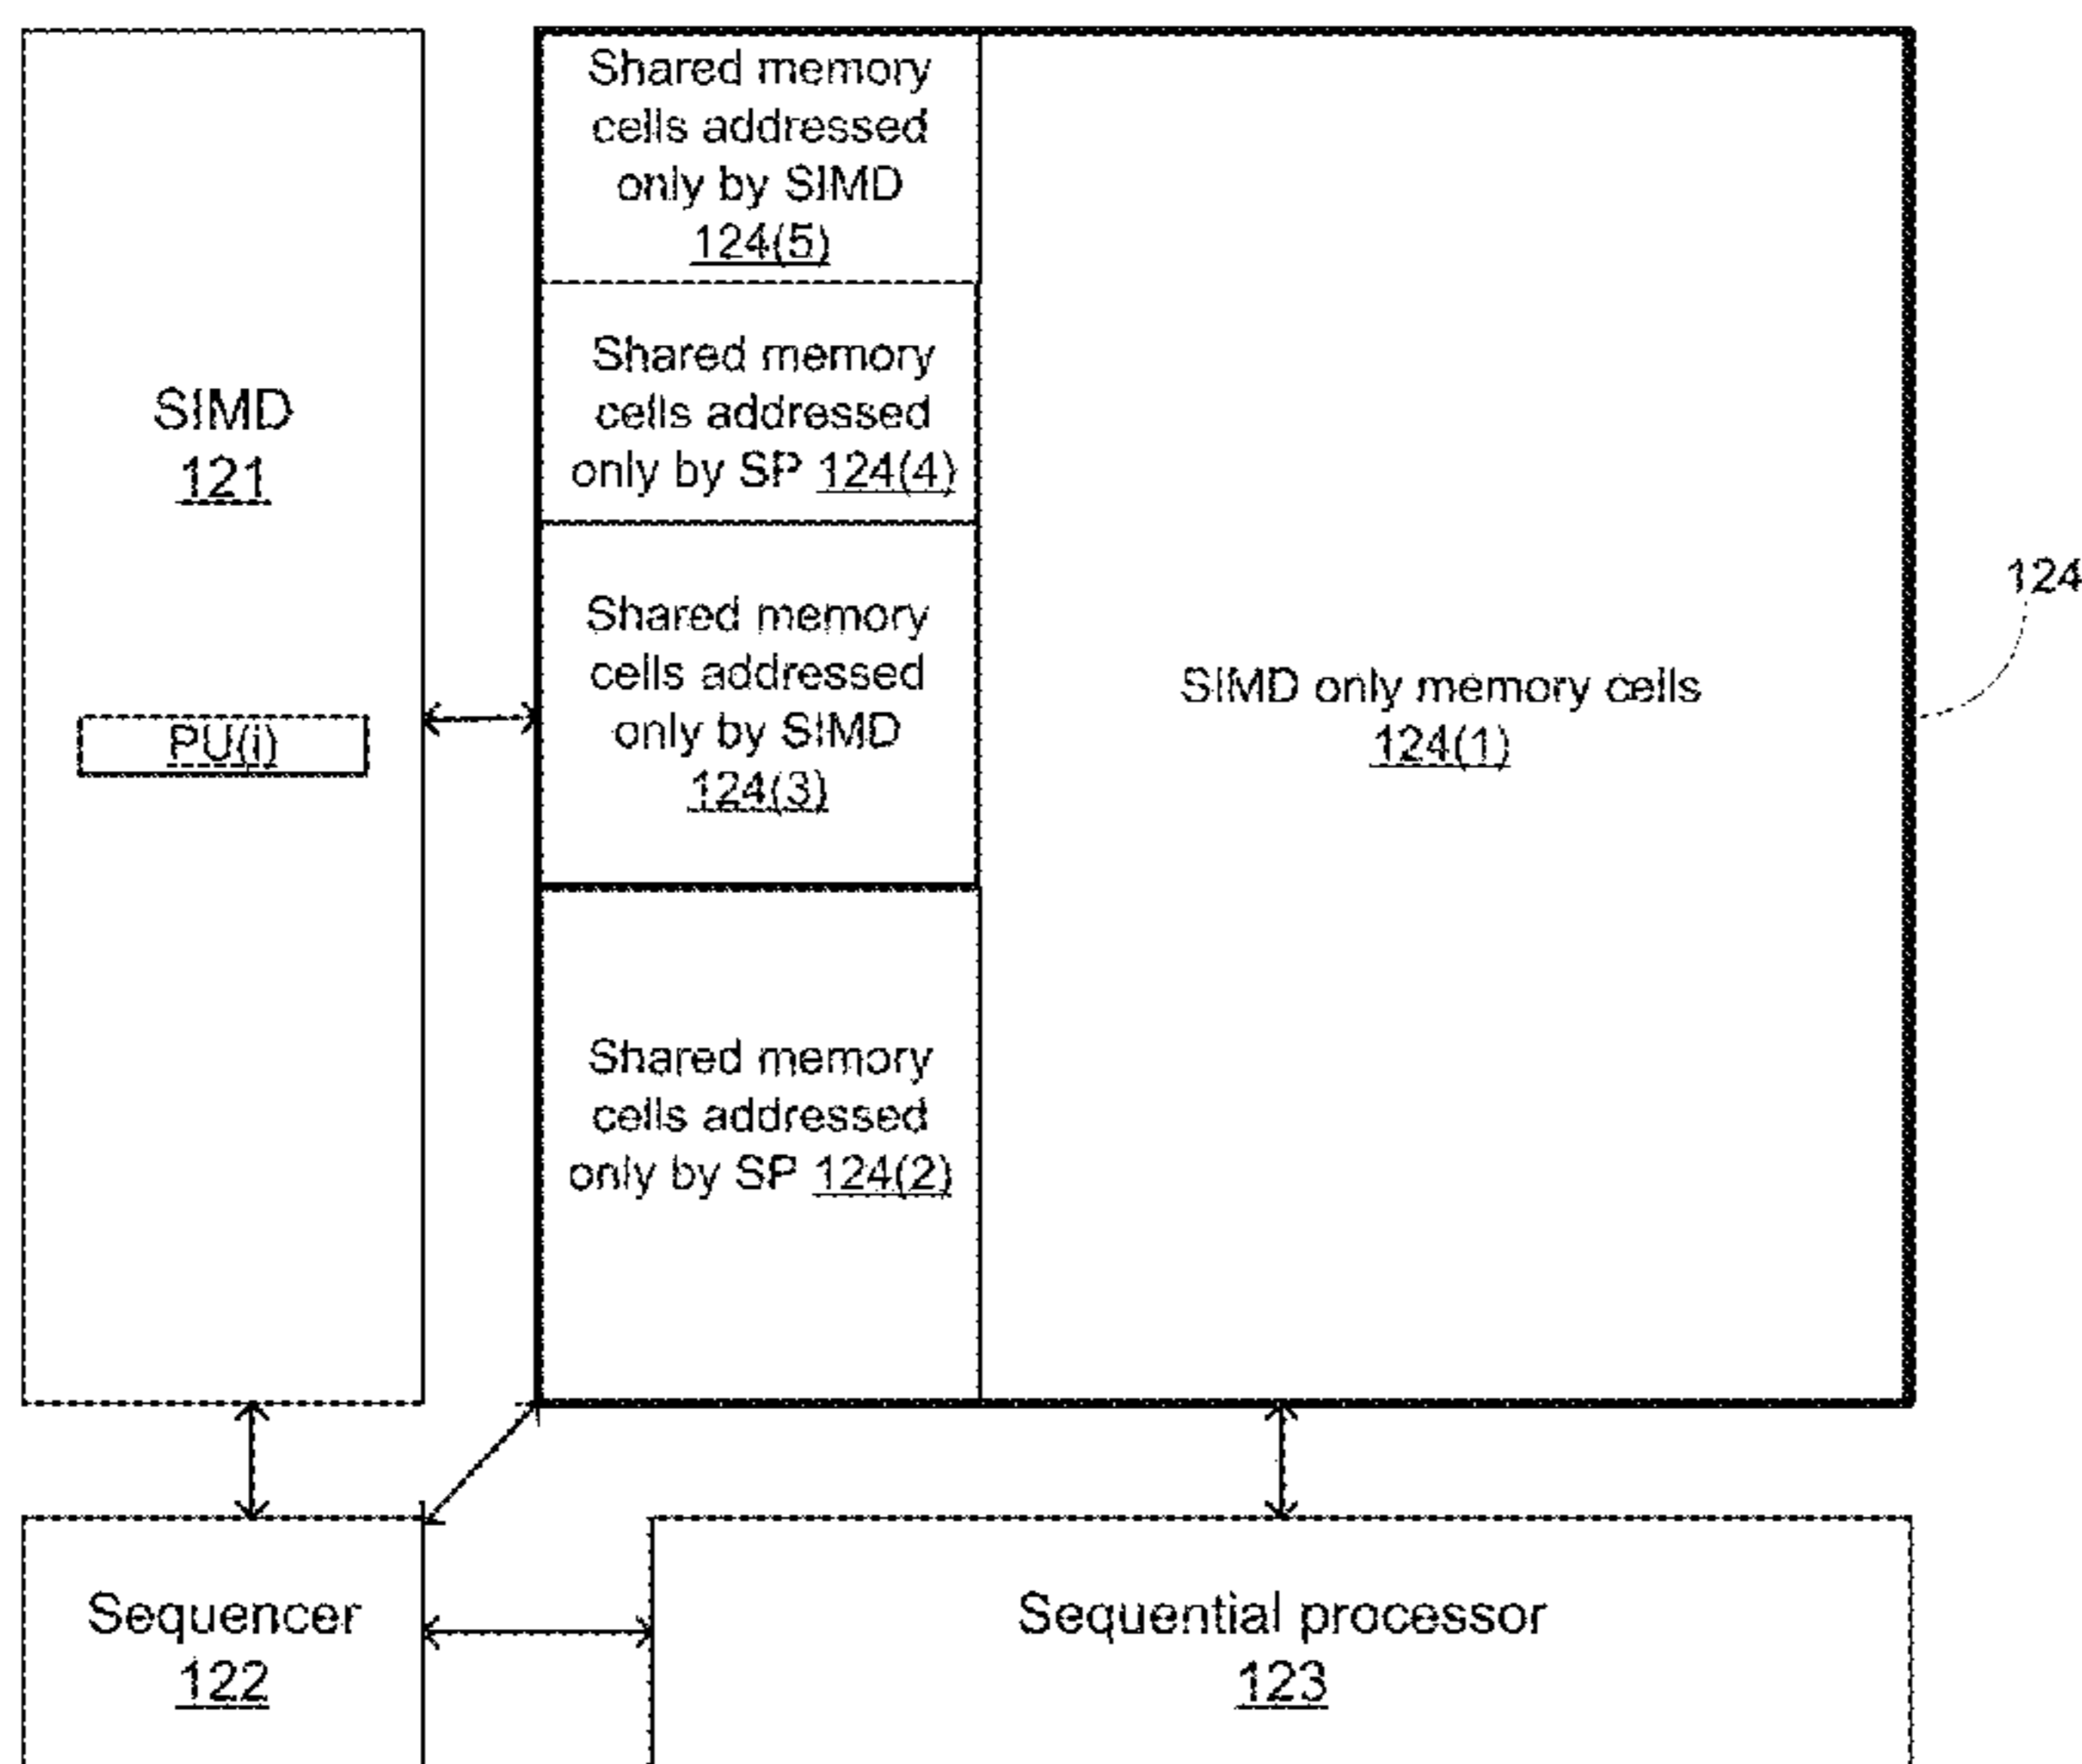 Shared memory
cells addressed
only by SIMD
124(5)
Shared memory
cells addressed
only by SP 124(4)
SIMD
121
Shared memory
cells addressed
only by SIMD
124(3)
PU(i)
SIMD only memory cells
124(1)
124
Shared memory
cells addressed
only by SP 124(2)
Sequencer
122
Sequential processor
123